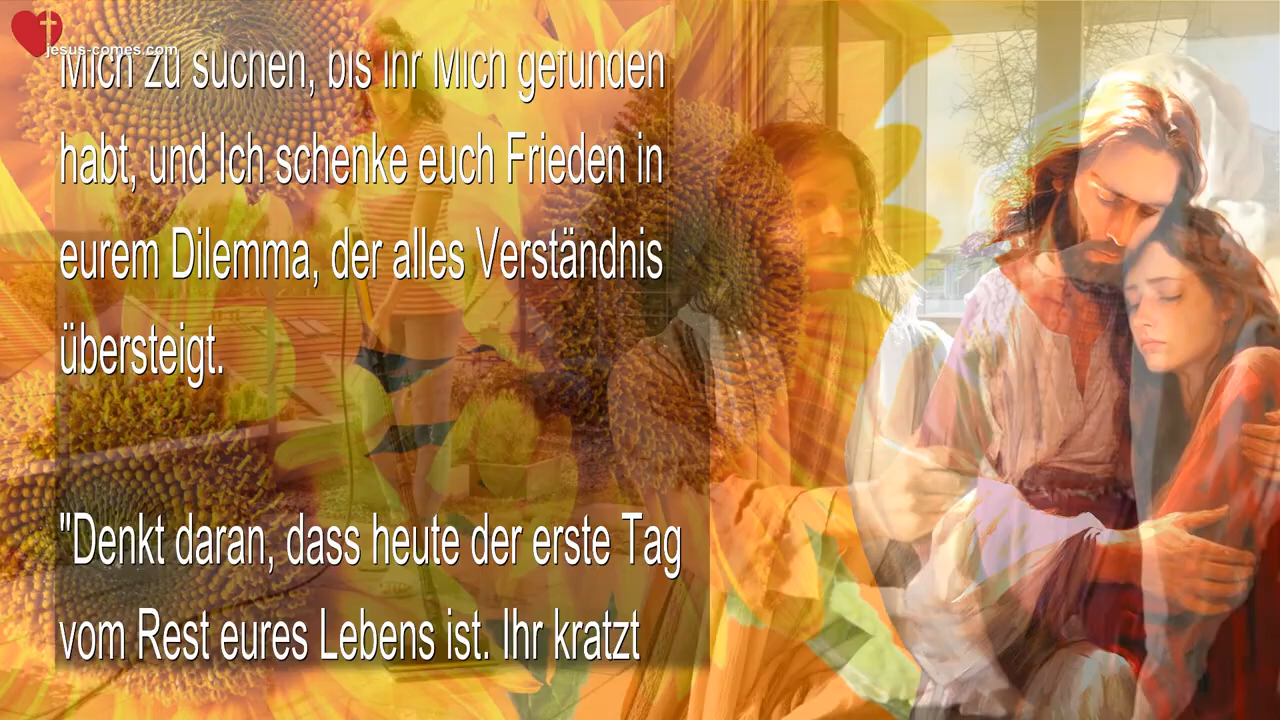 jesus-comes.com
Mich zu suchen, bis ihr Mich gefunden
habt, und Ich schenke euch Frieden in
eurem Dilemma, der alles Verständnis
übersteigt.
"Denkt daran, dass heute der erste Tag
vom Rest eures Lebens ist. Ihr kratzt